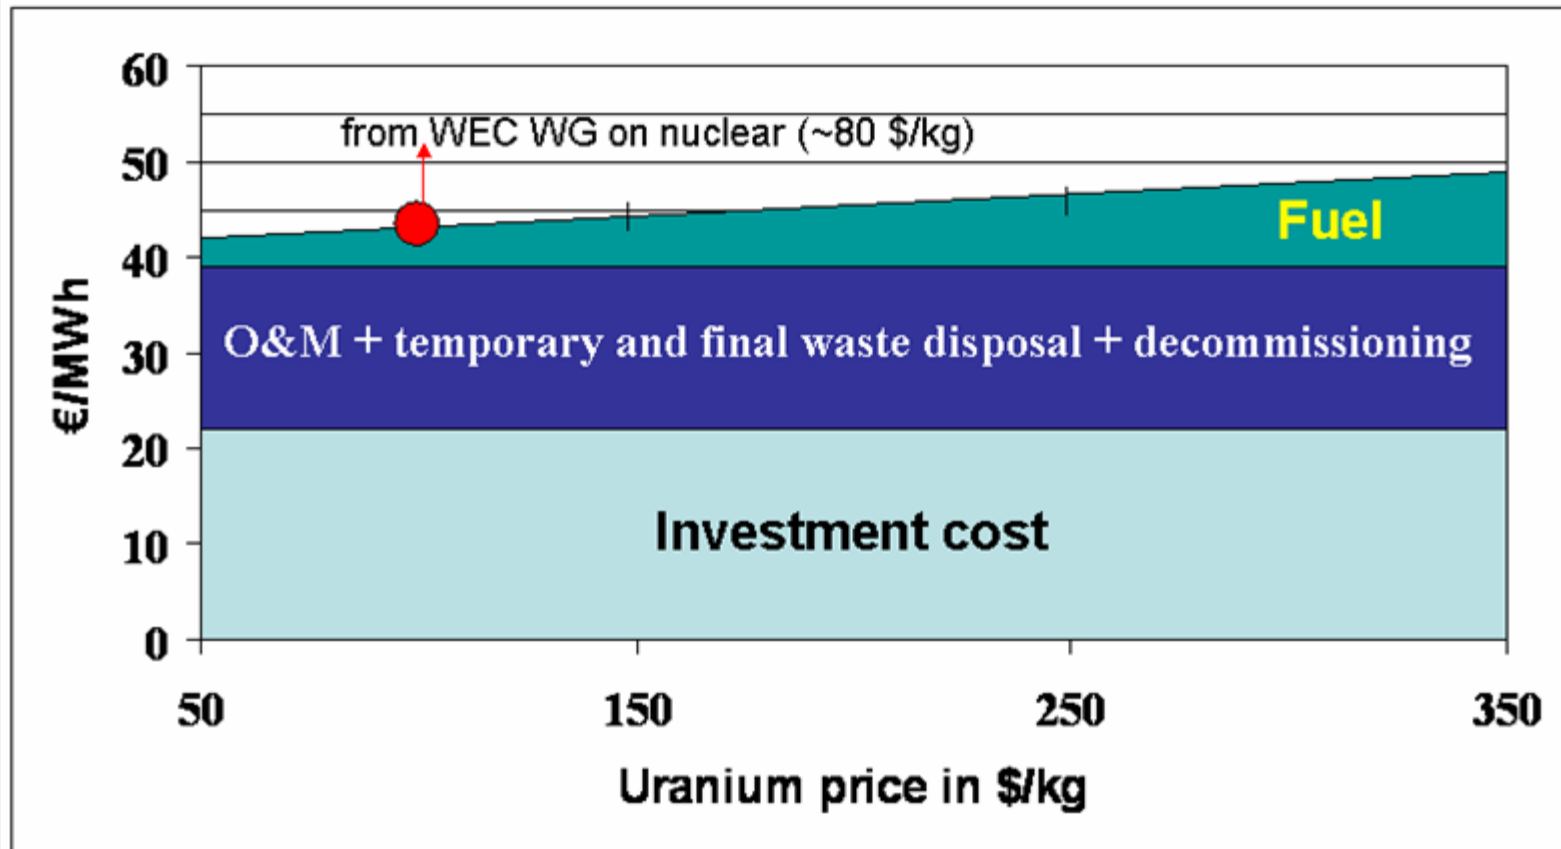 60
from WEC WG on nuclear (~80 $/kg)
50
Fuel
40
€/MWh
O&M + temporary and final waste disposal + decommissioning
30
20
Investment cost
10
0
50 150 250 350
Uranium price in $/kg